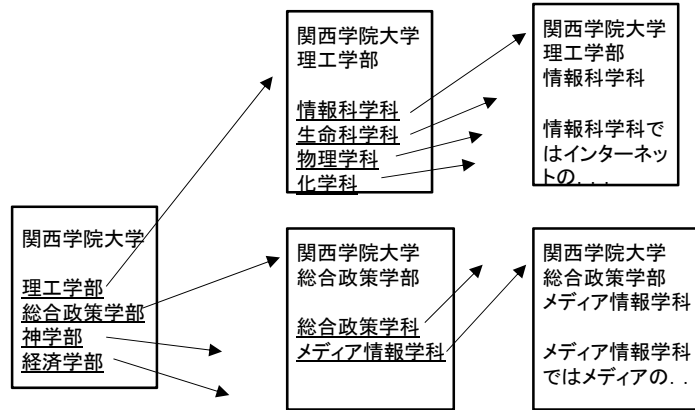 関西学院大学
理工学部
情報科学科
生命科学科
物理学科
化学科
関西学院大学
理工学部
情報科学科
情報科学科で
はインターネッ
トの. . .
関西学院大学
理工学部
総合政策学部
神学部
経済学部
関西学院大学
総合政策学部
総合政策学科
メディア情報学科
関西学院大学
総合政策学部
メディア情報学科
メディア情報学科
ではメディアの. .